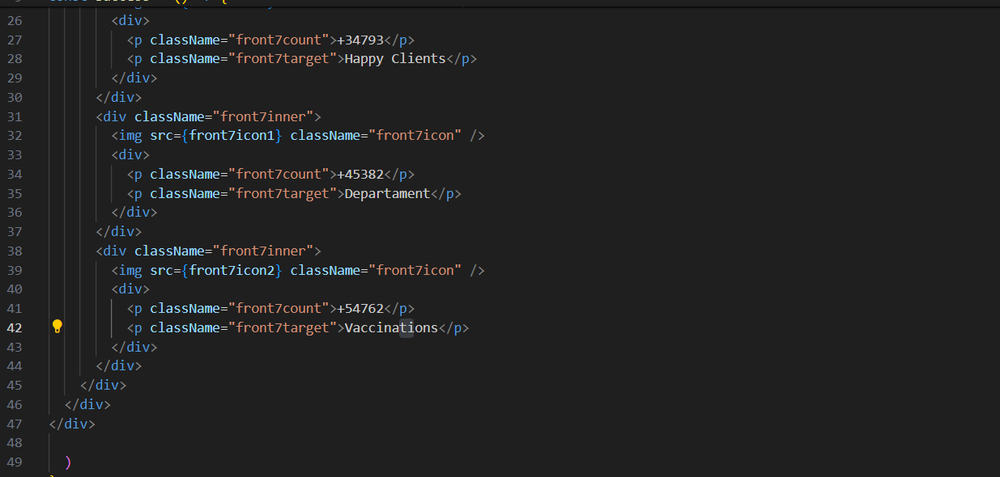 26 <div>
27 <p className="front7count">+34793</p>
28 <p className="front7target">Happy Clients</p>
29 </div>
30 </div>
31 <div className="front7inner">
32 <img src={front7icon1} className="front7icon" />
33 <div>
34 <p className="front7count">+45382</p>
35 <p className="front7target">Departament</p>
36 </div>
37 </div>
38 <div className="front7inner">
39 <img src={front7icon2} className="front7icon" />
40 <div>
41 <p className="front7count">+54762</p>
42 <p className="front7target">Vaccinations</p>
43 </div>
44 </div>
45 </div>
46 </div>
47 </div>
48
49 )